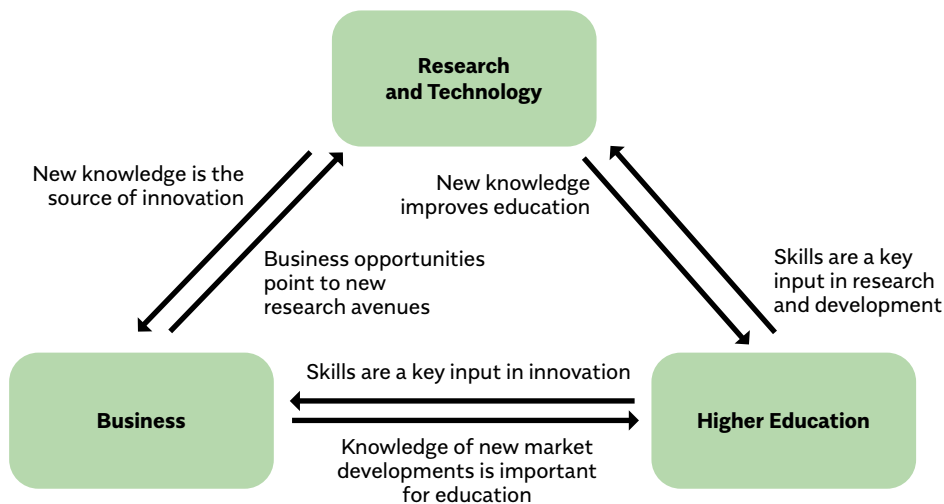 Research
and Technology
New knowledge is the
source of innovation
New knowledge
improves education
Business opportunities
point to new
research avenues
Skills are a key
input in research
and development
Business
Skills are a key input in innovation
Higher Education
Knowledge of new market
developments is important
for education